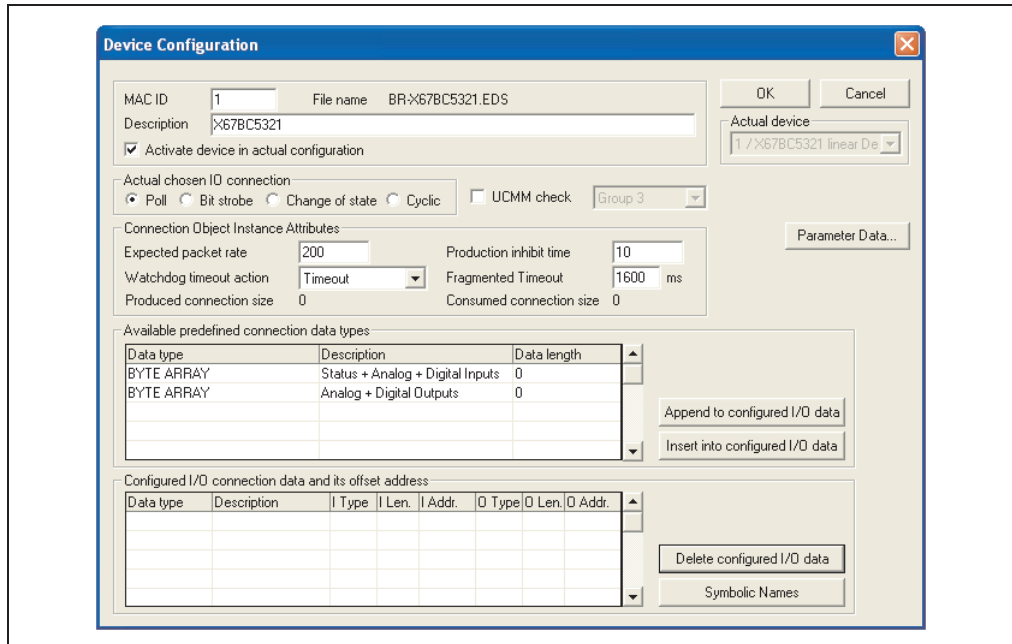 Device Configuration
MAC ID 1 File name BR-X67BC5321.EDS
OK Cancel
Description X67BC5321
Actual device
1 / X67BC5321 linear De
Activate device in actual configuration
Actual chosen IO connection
Poll Bit strobe Change of state Cyclic
UCMM check Group 3
Connection Object Instance Attributes
Parameter Data...
Expected packet rate 200 Production inhibit time 10
Watchdog timeout action Timeout Fragmented Timeout 1600 ms
Produced connection size 0 Consumed connection size 0
Available predefined connection data types
Data type Description Data length
BYTE ARRAY Status + Analog + Digital Inputs 0
BYTE ARRAY Analog + Digital Outputs 0
Append to configured I/O data
Insert into configured I/O data
Configured I/O connection data and its offset address
Data type Description I Type I Len. I Addr. O Type O Len. O Addr.
Delete configured I/O data
Symbolic Names